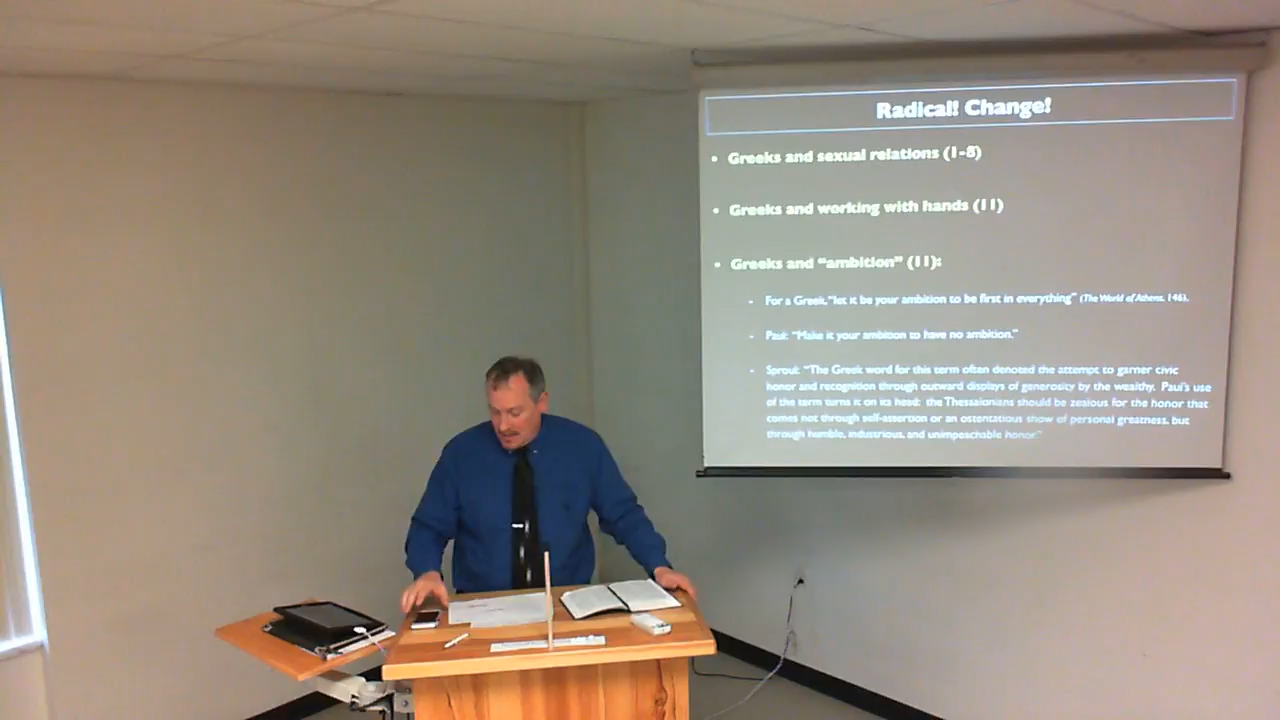 Radical! Change!
• Greeks and sexual relations (1-8)
• Greeks and working with hands (11)
• Greeks and “ambition” (11):
- For a Greek, “let it be your ambition to be first in everything” (The World of Athens, 146).
- Paul: “Make it your ambition to have no ambition.”
- Sproul: “The Greek word for this term often denoted the attempt to garner civic
honor and recognition through outward displays of generosity by the wealthy. Paul’s use
of the term turns it on its head: the Thessalonians should be zealous for the honor that
comes not through self-assertion or an ostentatious show of personal greatness, but
through humble, industrious, and unimpeachable honor.”